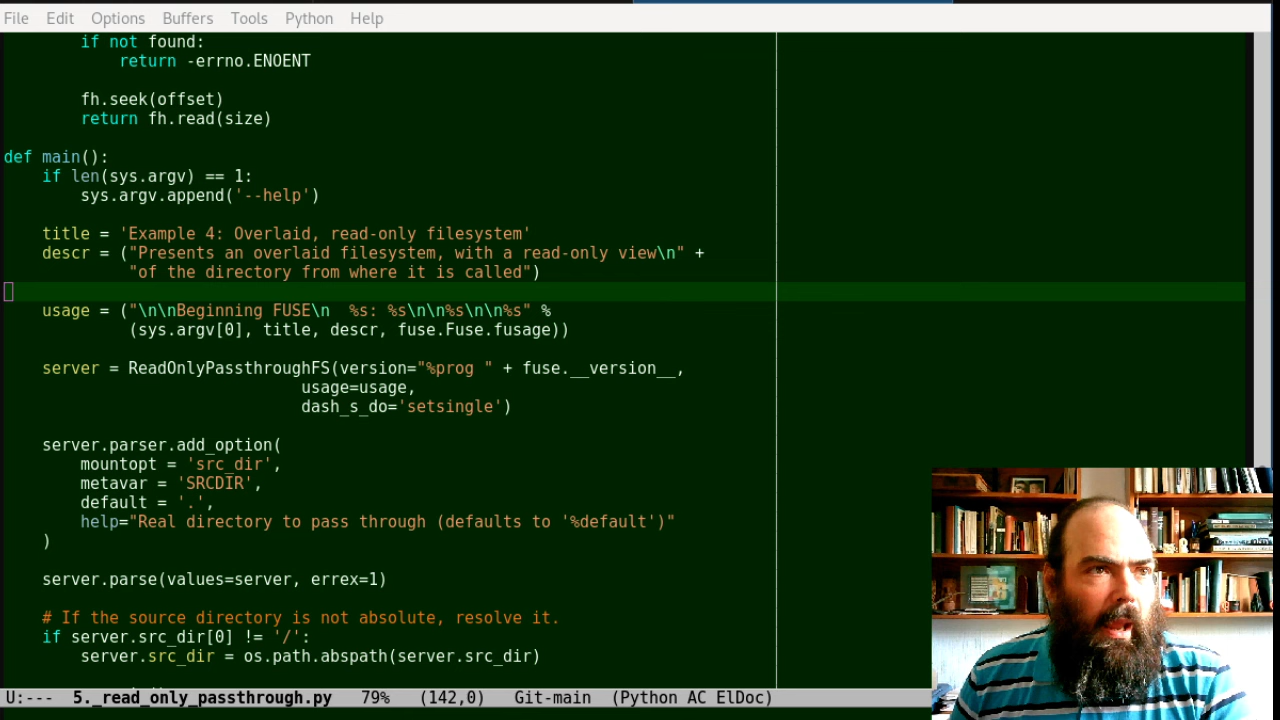 File Edit Options Buffers Tools Python Help
        if not found:
            return -errno.ENOENT
        fh.seek(offset)
        return fh.read(size)
def main():
    if len(sys.argv) == 1:
        sys.argv.append('--help')
    title = 'Example 4: Overlaid, read-only filesystem'
    descr = ("Presents an overlaid filesystem, with a read-only view\n" +
             "of the directory from where it is called")
    usage = ("\n\nBeginning FUSE\n  %s: %s\n\n%s\n\n%s" %
             (sys.argv[0], title, descr, fuse.Fuse.fusage))
    server = ReadOnlyPassthroughFS(version="%prog " + fuse.__version__,
                               usage=usage,
                               dash_s_do='setsingle')
    server.parser.add_option(
        mountopt = 'src_dir',
        metavar = 'SRCDIR',
        default = '.',
        help="Real directory to pass through (defaults to '%default')"
    )
    server.parse(values=server, errex=1)
    # If the source directory is not absolute, resolve it.
    if server.src_dir[0] != '/':
        server.src_dir = os.path.abspath(server.src_dir)
U:--- 5._read_only_passthrough.py 79% (142,0) Git-main (Python AC ElDoc)